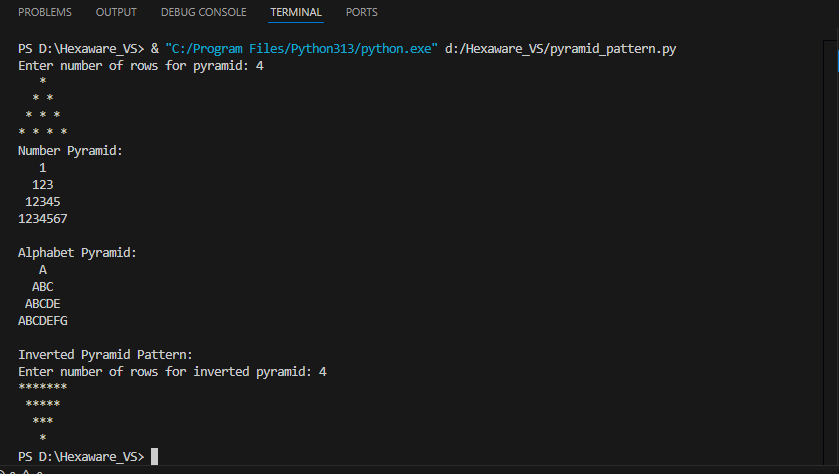 PROBLEMS OUTPUT DEBUG CONSOLE TERMINAL PORTS
PS D:\Hexaware_VS> & "C:/Program Files/Python313/python.exe" d:/Hexaware_VS/pyramid_pattern.py
Enter number of rows for pyramid: 4
   *
  * *
 * * *
* * * *
Number Pyramid:
   1
  123
 12345
1234567

Alphabet Pyramid:
   A
  ABC
 ABCDE
ABCDEFG

Inverted Pyramid Pattern:
Enter number of rows for inverted pyramid: 4
*******
 *****
  ***
   *
PS D:\Hexaware_VS>